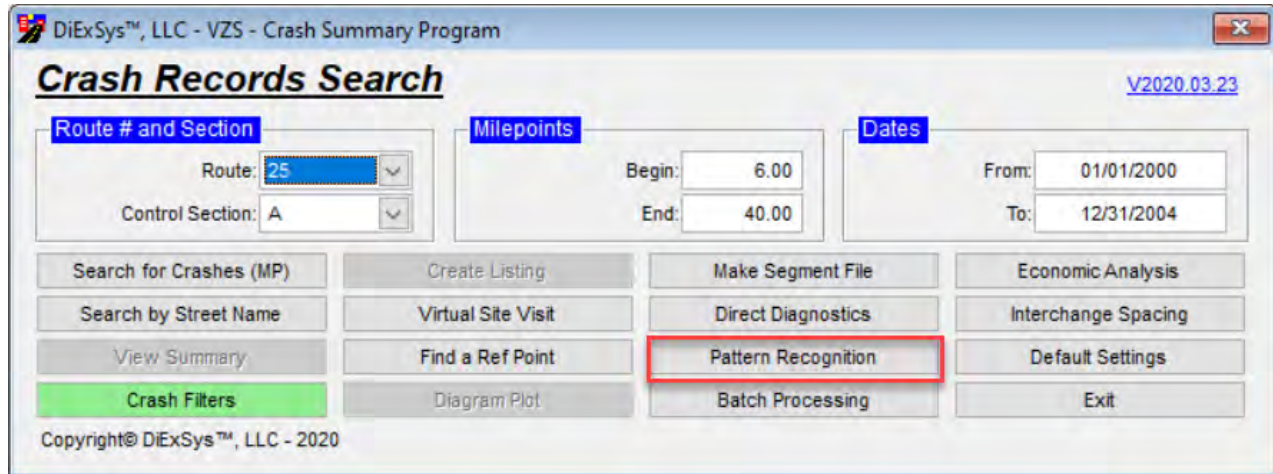 DiExSys™, LLC - VZS - Crash Summary Program
Crash Records Search
V2020.03.23
Route # and Section
Milepoints
Dates
Route: 25
Begin: 6.00
From: 01/01/2000
Control Section: A
End: 40.00
To: 12/31/2004
Search for Crashes (MP)
Create Listing
Make Segment File
Economic Analysis
Search by Street Name
Virtual Site Visit
Direct Diagnostics
Interchange Spacing
View Summary
Find a Ref Point
Pattern Recognition
Default Settings
Crash Filters
Diagram Plot
Batch Processing
Exit
Copyright© DiExSys™, LLC - 2020